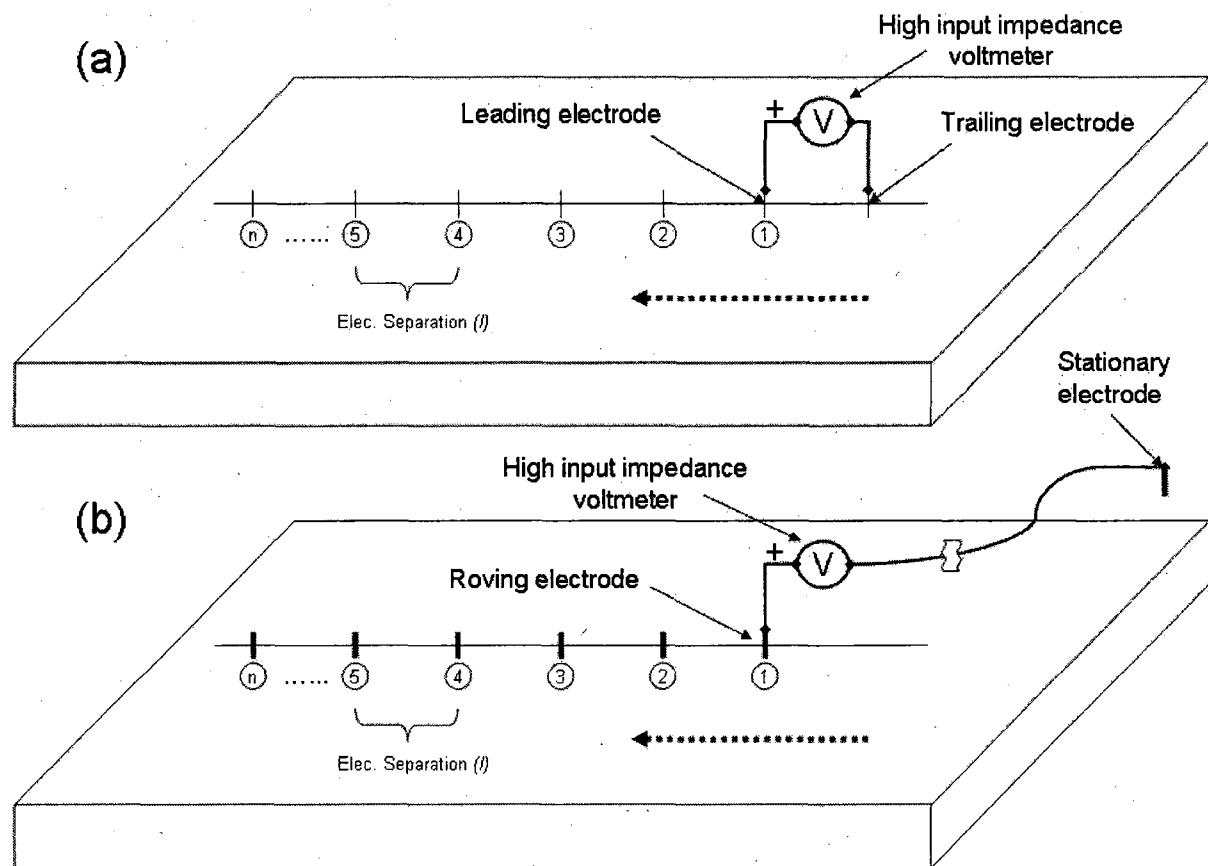 (a)
High input impedance
voltmeter
Leading electrode
+
V
Trailing electrode
n ...... 5 4 3 2 1
Elec. Separation (l)
Stationary
electrode
(b)
High input impedance
voltmeter
+
V
Roving electrode
n ...... 5 4 3 2 1
Elec. Separation (l)